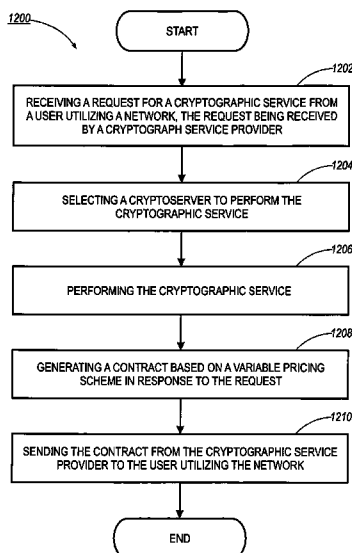 1200
START
1202
RECEIVING A REQUEST FOR A CRYPTOGRAPHIC SERVICE FROM
A USER UTILIZING A NETWORK, THE REQUEST BEING RECEIVED
BY A CRYPTOGRAPH SERVICE PROVIDER
1204
SELECTING A CRYPTOSERVER TO PERFORM THE
CRYPTOGRAPHIC SERVICE
1206
PERFORMING THE CRYPTOGRAPHIC SERVICE
1208
GENERATING A CONTRACT BASED ON A VARIABLE PRICING
SCHEME IN RESPONSE TO THE REQUEST
1210
SENDING THE CONTRACT FROM THE CRYPTOGRAPHIC SERVICE
PROVIDER TO THE USER UTILIZING THE NETWORK
END